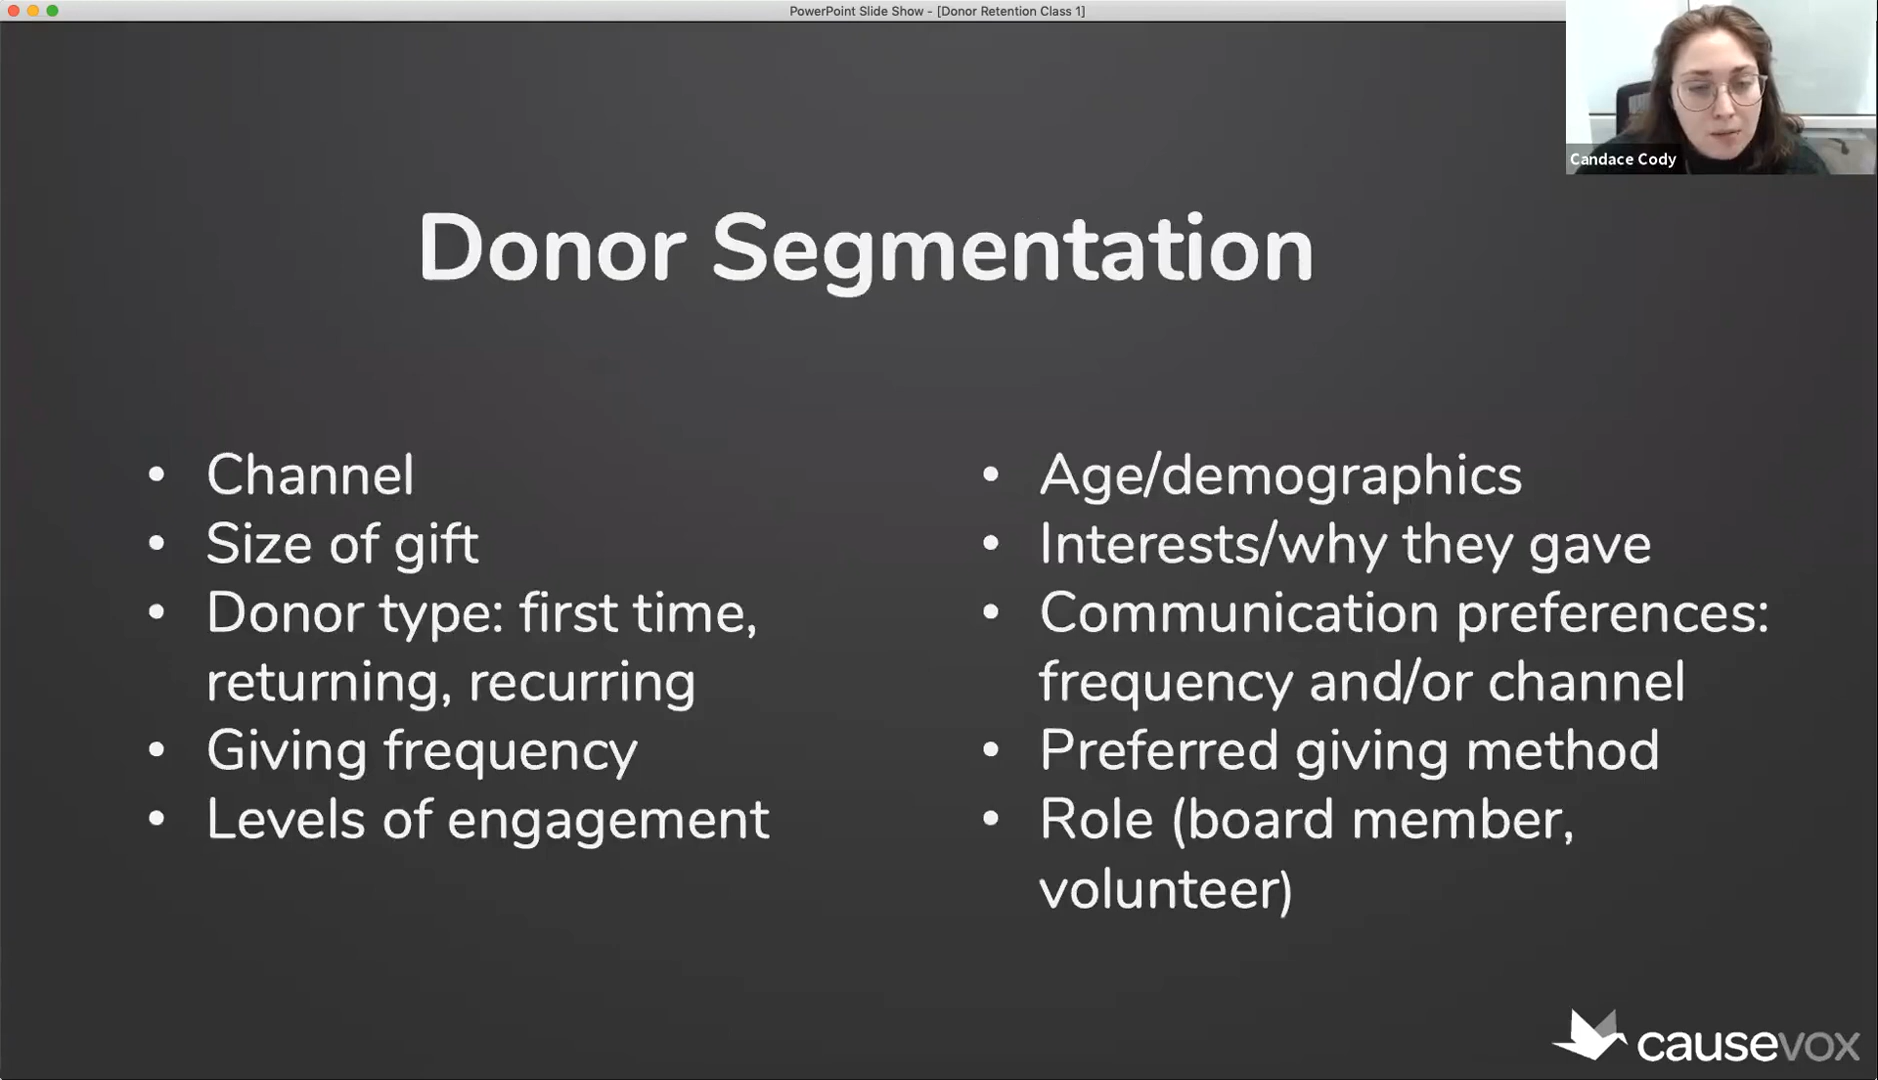 PowerPoint Slide Show - [Donor Retention Class 1]
Candace Cody
Donor Segmentation
• Channel
• Size of gift
• Donor type: first time,
returning, recurring
• Giving frequency
• Levels of engagement
• Age/demographics
• Interests/why they gave
• Communication preferences:
frequency and/or channel
• Preferred giving method
• Role (board member,
volunteer)
causevox